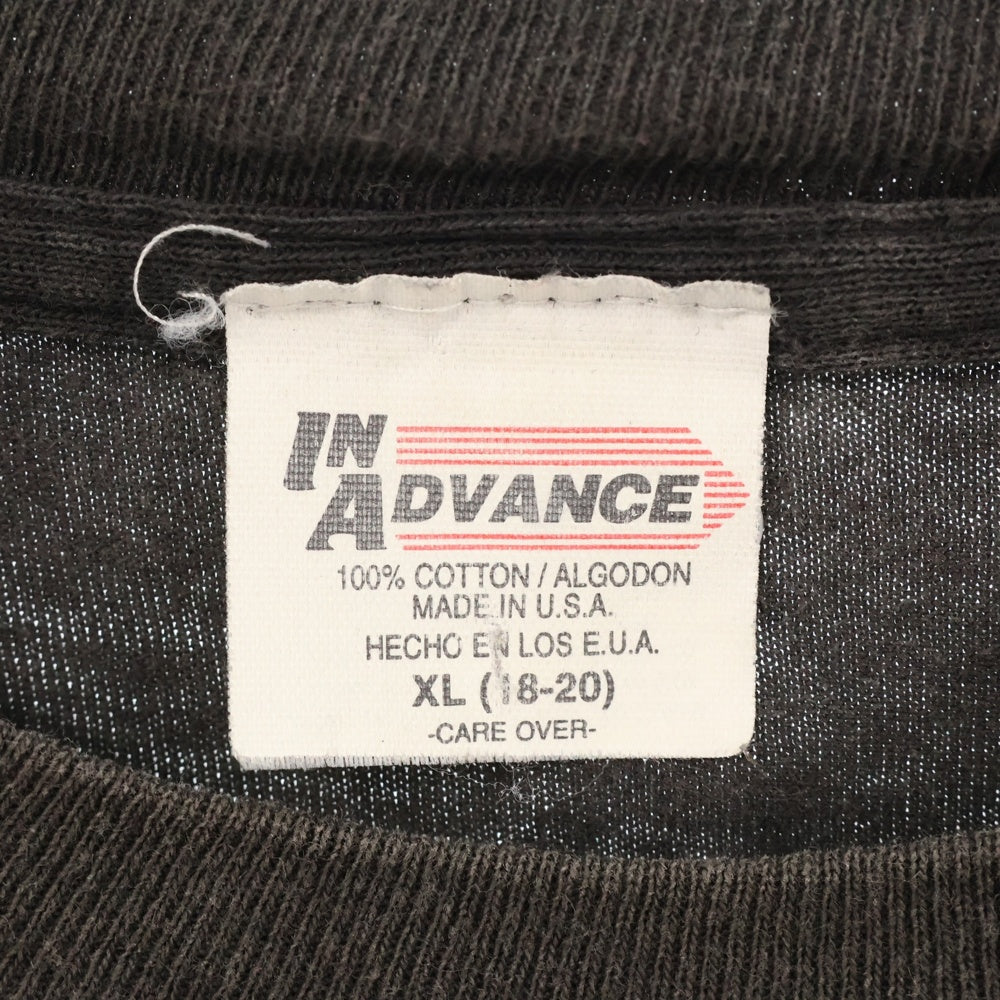 IN
ADVANCE
100% COTTON / ALGODON
MADE IN U.S.A.
HECHO EN LOS E.U.A.
XL (18-20)
-CARE OVER-